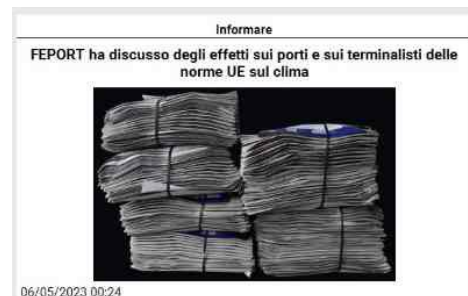 Informare
FEPORT ha discusso degli effetti sui porti e sui terminalisti delle
norme UE sul clima
06/05/2023 00:24